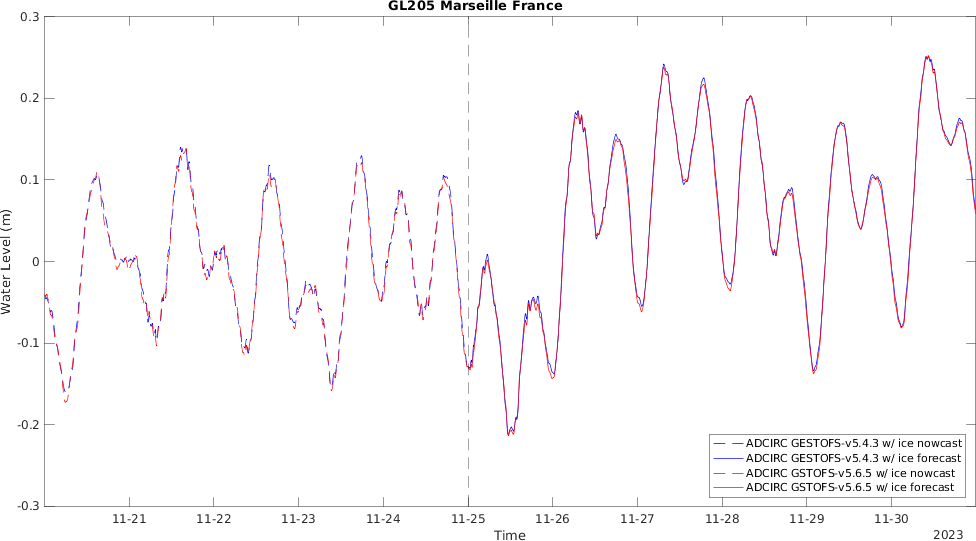 GL205 Marseille France
Water Level (m)
0.3
0.2
0.1
0
-0.1
-0.2
-0.3
ADCIRC GESTOFS-v5.4.3 w/ ice nowcast
ADCIRC GESTOFS-v5.4.3 w/ ice forecast
ADCIRC GSTOFS-v5.6.5 w/ ice nowcast
ADCIRC GSTOFS-v5.6.5 w/ ice forecast
11-21 11-22 11-23 11-24 11-25 11-26 11-27 11-28 11-29 11-30
Time
2023